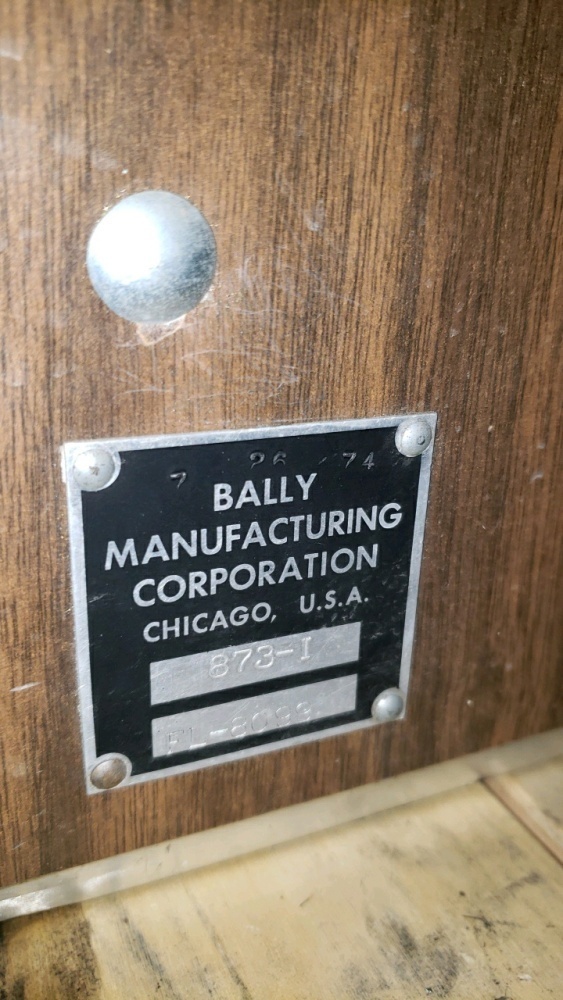 7 26 74
BALLY
MANUFACTURING
CORPORATION
CHICAGO, U.S.A.
873-I